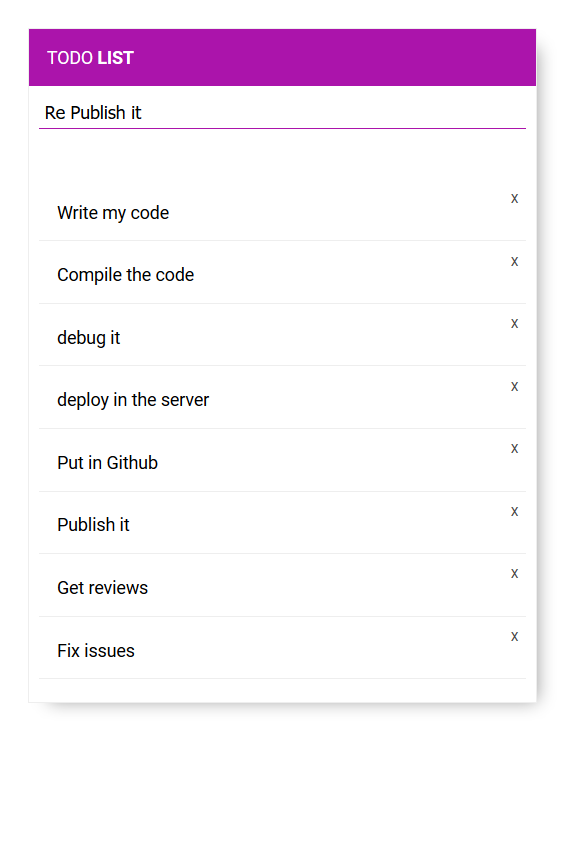 TODO LIST
Re Publish it
x
Write my code
x
Compile the code
x
debug it
x
deploy in the server
x
Put in Github
x
Publish it
x
Get reviews
x
Fix issues